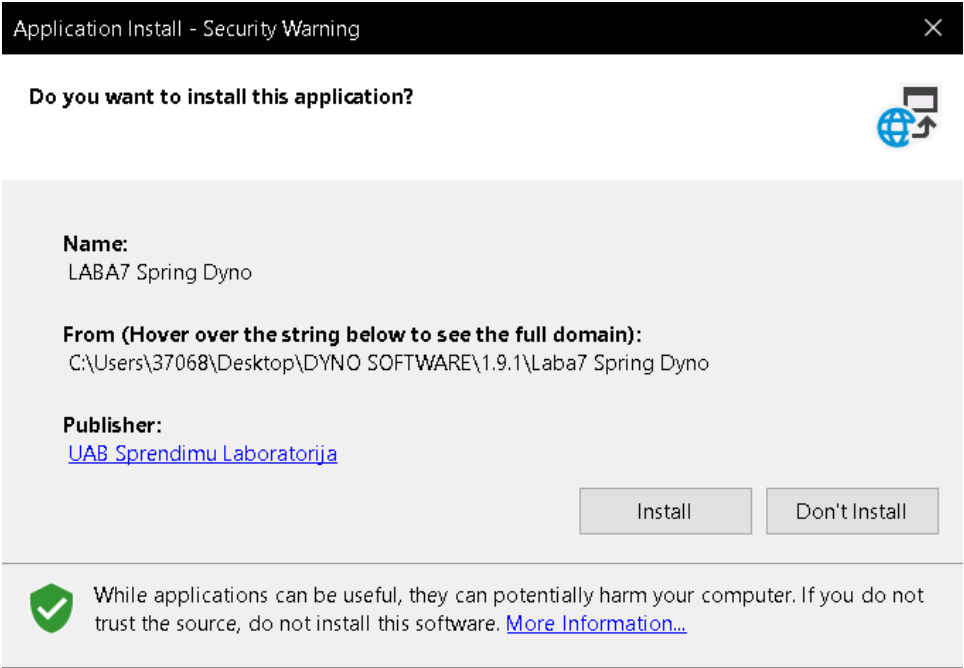 Application Install - Security Warning
Do you want to install this application?
Name:
LABA7 Spring Dyno
From (Hover over the string below to see the full domain):
C:\Users\37068\Desktop\DYNO SOFTWARE\1.9.1\Laba7 Spring Dyno
Publisher:
UAB Sprendimu Laboratorija
Install
Don't Install
While applications can be useful, they can potentially harm your computer. If you do not
trust the source, do not install this software. More Information...